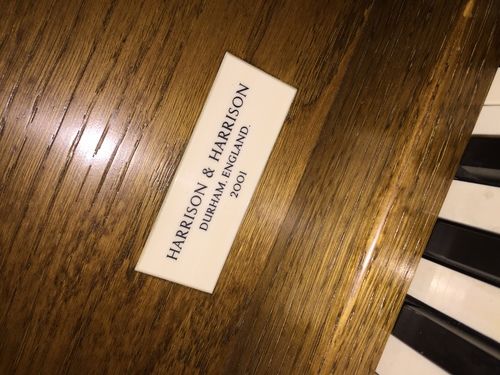 HARRISON & HARRISON
DURHAM. ENGLAND.
2001